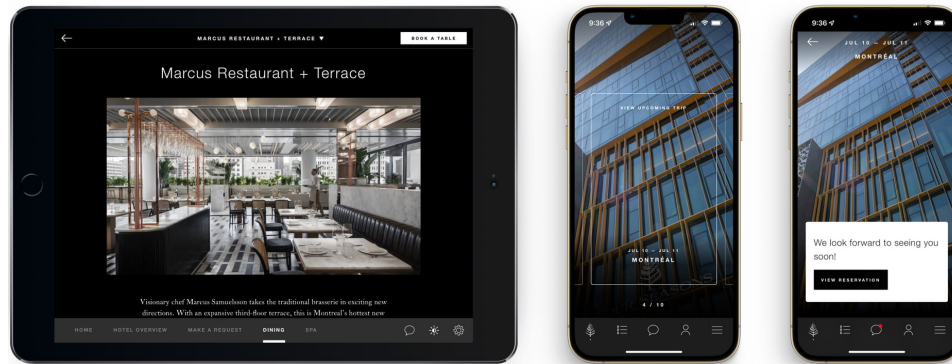 MARCUS RESTAURANT + TERRACE ▼
BOOK A TABLE
Marcus Restaurant + Terrace
Visionary chef Marcus Samuelsson takes the traditional brasserie in exciting new
directions. With an expansive third-floor terrace, this is Montreal's hottest new
HOME
HOTEL OVERVIEW
MAKE A REQUEST
DINING
SPA
9:36
VIEW UPCOMING TRIP
JUL 10 – JUL 11
MONTRÉAL
4 / 10
9:36
JUL 10 – JUL 11
MONTRÉAL
We look forward to seeing you
soon!
VIEW RESERVATION